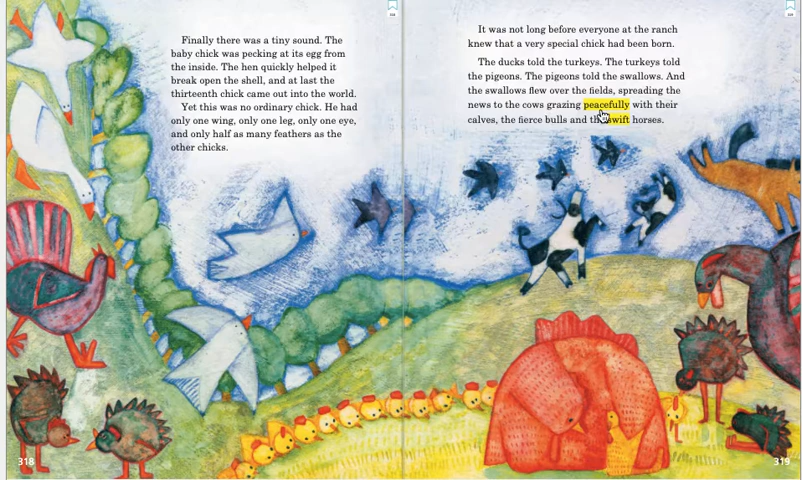 Finally there was a tiny sound. The
baby chick was pecking at its egg from
the inside. The hen quickly helped it
break open the shell, and at last the
thirteenth chick came out into the world.
Yet this was no ordinary chick. He had
only one wing, only one leg, only one eye,
and only half as many feathers as the
other chicks.
318
It was not long before everyone at the ranch
knew that a very special chick had been born.
The ducks told the turkeys. The turkeys told
the pigeons. The pigeons told the swallows. And
the swallows flew over the fields, spreading the
news to the cows grazing peacefully with their
calves, the fierce bulls and the swift horses.
319